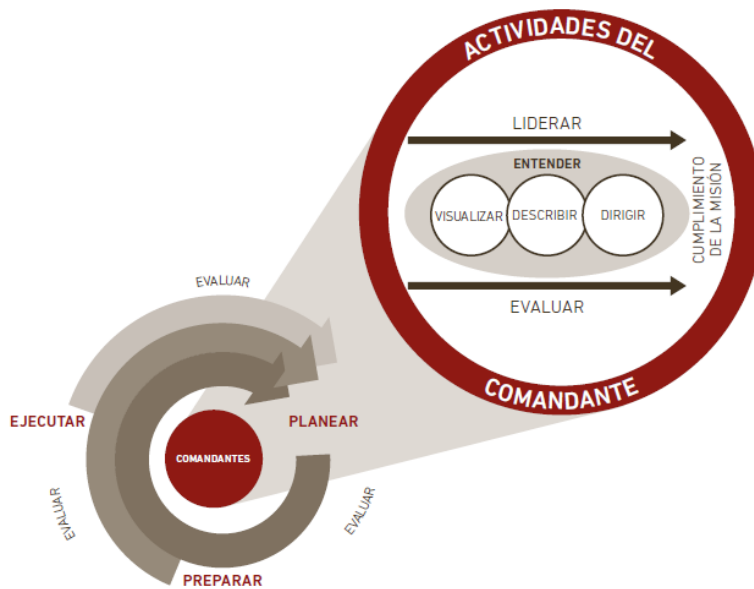 ACTIVIDADES DEL
LIDERAR
ENTENDER
VISUALIZAR
DESCRIBIR
DIRIGIR
CUMPLIMIENTO
DE LA MISIÓN
EVALUAR
COMANDANTE
EVALUAR
EJECUTAR
PLANEAR
COMANDANTES
EVALUAR
EVALUAR
PREPARAR